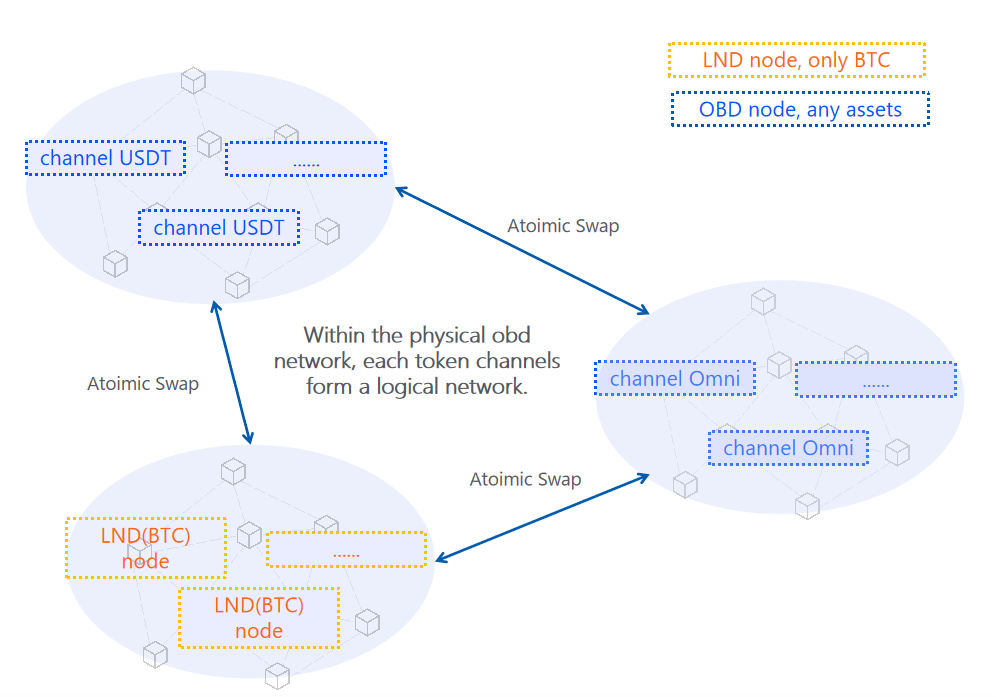 LND node, only BTC
OBD node, any assets
channel USDT
......
channel USDT
Atoimic Swap
Within the physical obd
network, each token channels
form a logical network.
Atoimic Swap
channel Omni
......
channel Omni
Atoimic Swap
LND(BTC)
node
......
LND(BTC)
node